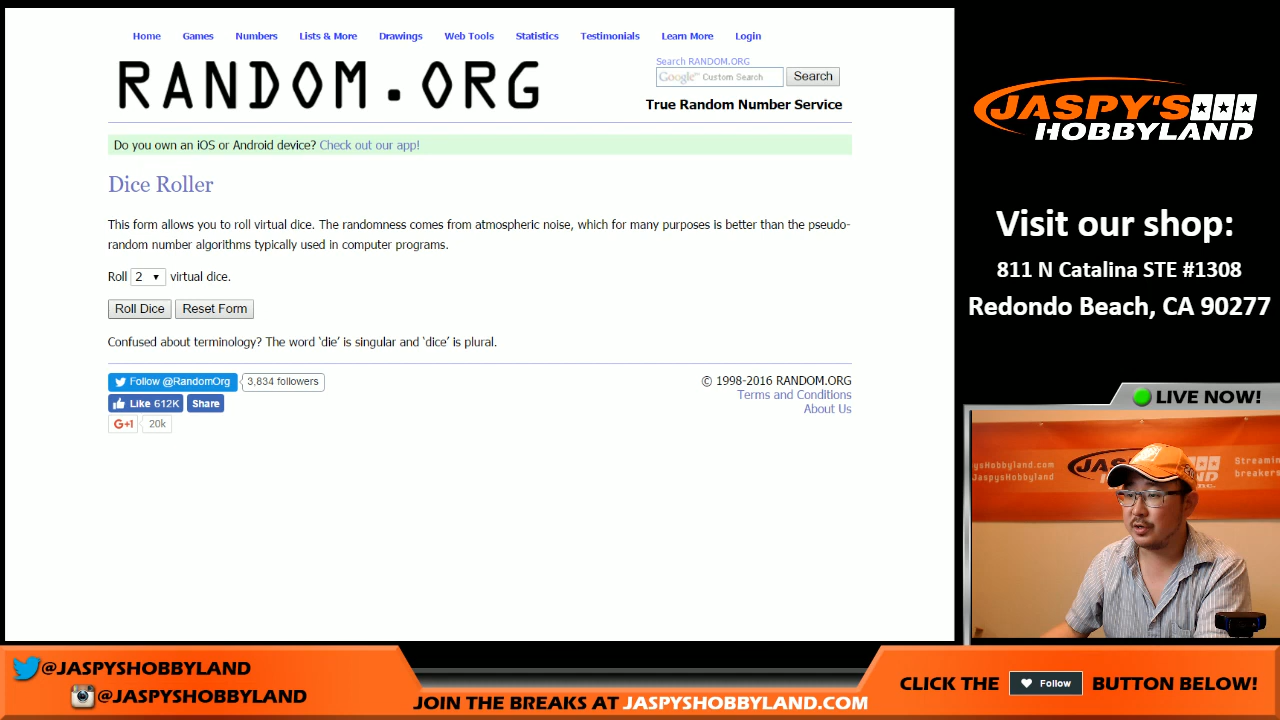 Home Games Numbers Lists & More Drawings Web Tools Statistics Testimonials Learn More Login
RANDOM.ORG
Search RANDOM.ORG
Google™ Custom Search Search
True Random Number Service
Do you own an iOS or Android device? Check out our app!
Dice Roller
This form allows you to roll virtual dice. The randomness comes from atmospheric noise, which for many purposes is better than the pseudo-
random number algorithms typically used in computer programs.
Roll 2 virtual dice.
Roll Dice Reset Form
Confused about terminology? The word ‘die’ is singular and ‘dice’ is plural.
Follow @RandomOrg 3,834 followers
Like 612K Share
G+1 20k
© 1998-2016 RANDOM.ORG
Terms and Conditions
About Us
JASPY'S
HOBBYLAND
Visit our shop:
811 N Catalina STE #1308
Redondo Beach, CA 90277
LIVE NOW!
@JASPYSHOBBYLAND
@JASPYSHOBBYLAND
JOIN THE BREAKS AT JASPYSHOBBYLAND.COM
CLICK THE Follow BUTTON BELOW!